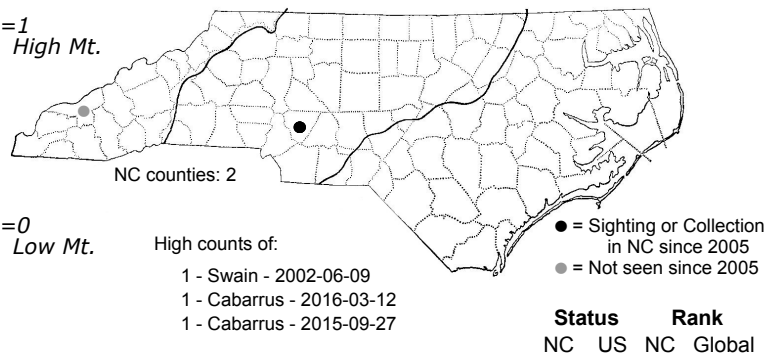 =1
High Mt.
NC counties: 2
=0
Low Mt.
High counts of:
1 - Swain - 2002-06-09
1 - Cabarrus - 2016-03-12
1 - Cabarrus - 2015-09-27
● = Sighting or Collection
in NC since 2005
● = Not seen since 2005
Status Rank
NC US NC Global